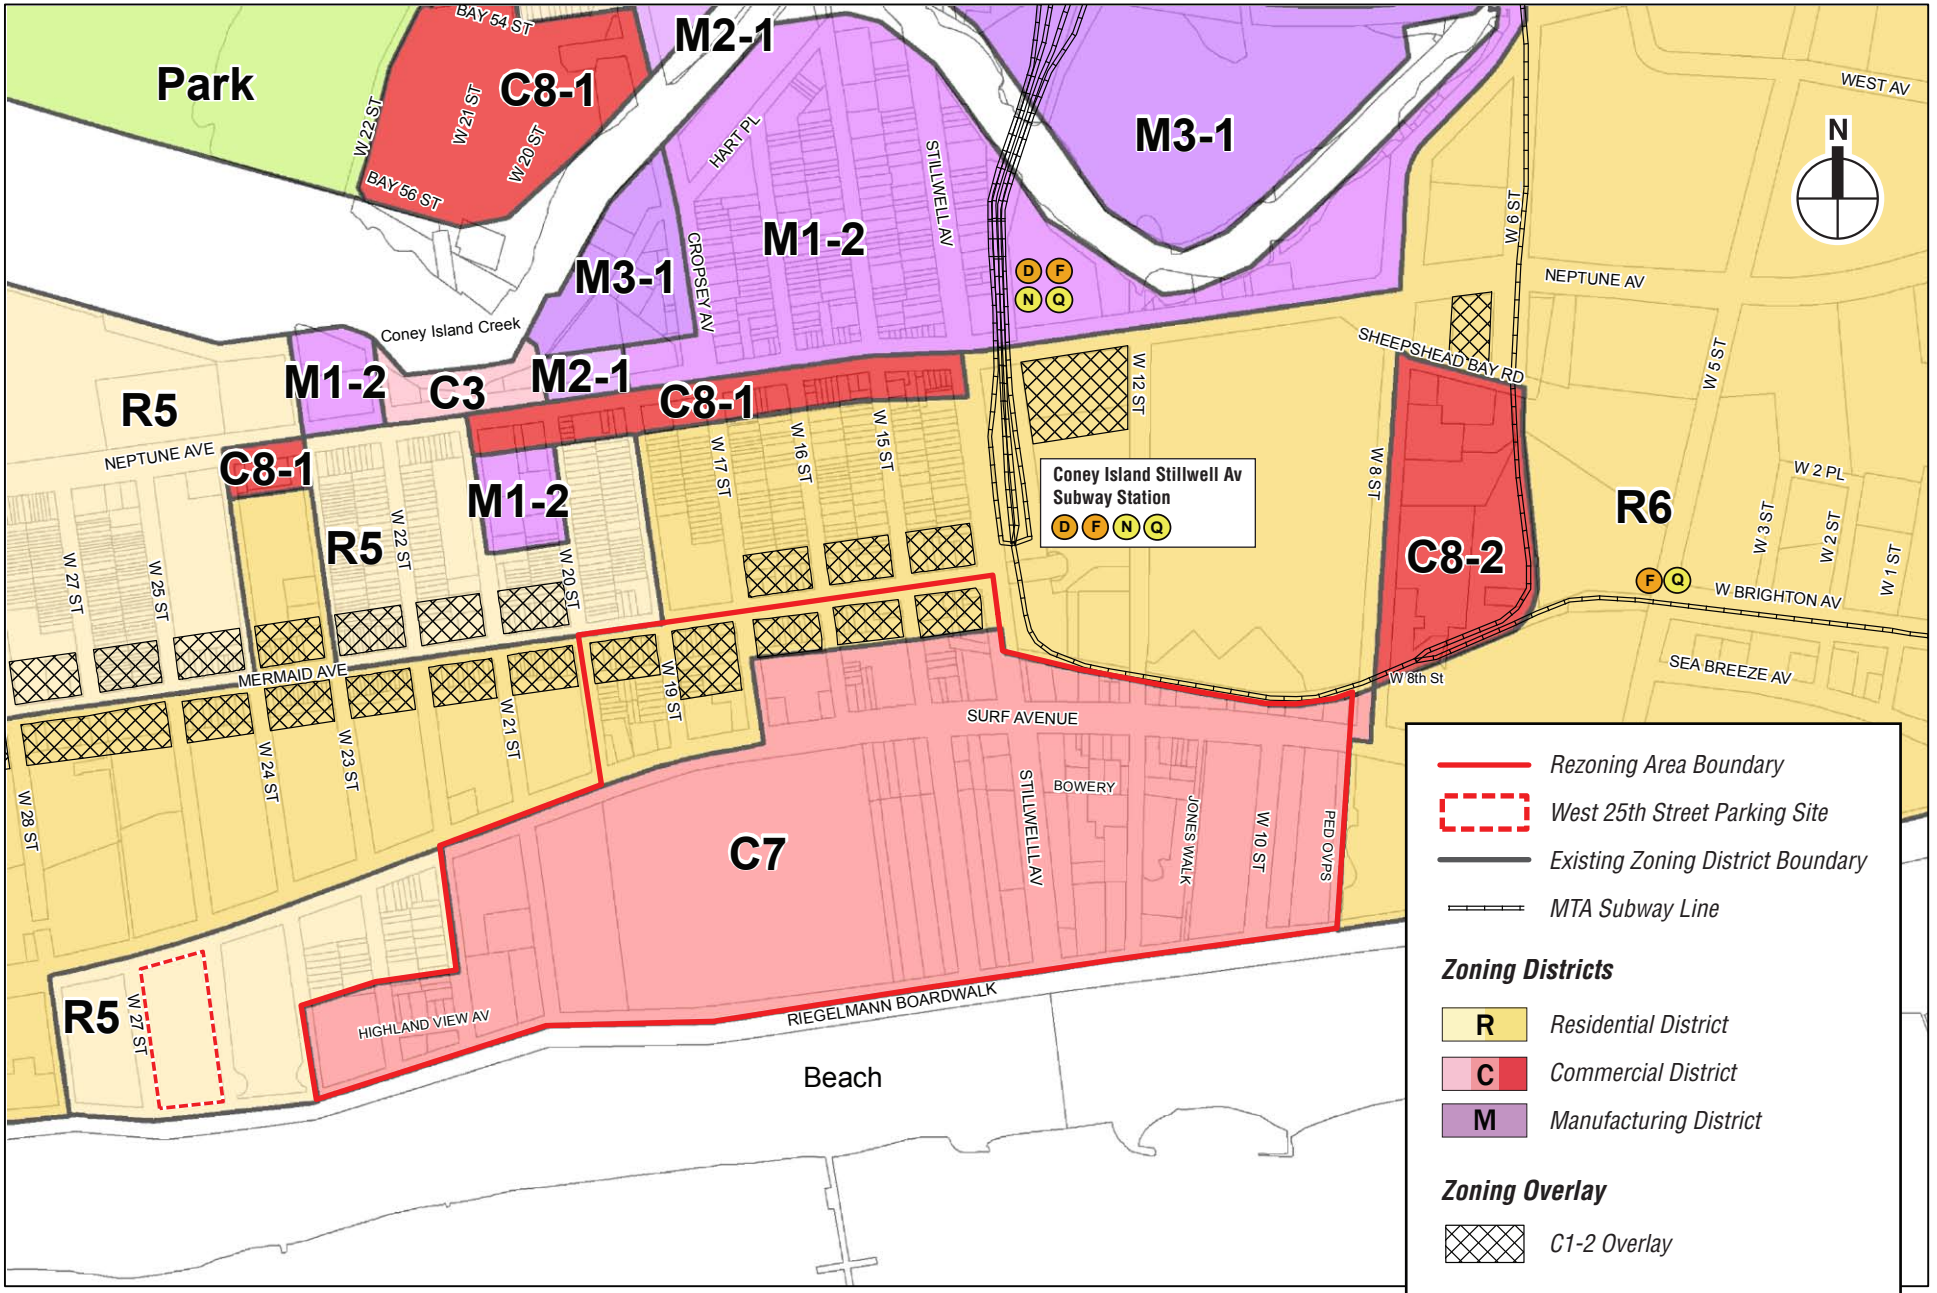 BAY 54 ST
M2-1
Park
C8-1
W 22 ST
W 21 ST
W 20 ST
BAY 56 ST
HART PL
STILLWELL AV
M3-1
WEST AV
N
M1-2
M3-1
CROPSEY AV
D F
N Q
W 6 ST
NEPTUNE AV
Coney Island Creek
SHEEPSHEAD BAY RD
W 5 ST
M1-2
C3
M2-1
C8-1
W 12 ST
R5
NEPTUNE AVE
C8-1
M1-2
W 17 ST
W 16 ST
W 15 ST
Coney Island Stillwell Av
Subway Station
D F N Q
W 8 ST
R6
W 2 PL
W 3 ST
W 2 ST
W 1 ST
R5
W 22 ST
W 20 ST
W 27 ST
W 25 ST
C8-2
F Q
W BRIGHTON AV
MERMAID AVE
W 19 ST
SEA BREEZE AV
W 8th St
W 21 ST
W 24 ST
W 23 ST
W 28 ST
SURF AVENUE
STILLWELLL AV
BOWERY
JONES WALK
W 10 ST
PED OVPS
C7
R5
W 27 ST
HIGHLAND VIEW AV
RIEGELMANN BOARDWALK
Beach
Rezoning Area Boundary
West 25th Street Parking Site
Existing Zoning District Boundary
MTA Subway Line
Zoning Districts
R Residential District
C Commercial District
M Manufacturing District
Zoning Overlay
C1-2 Overlay